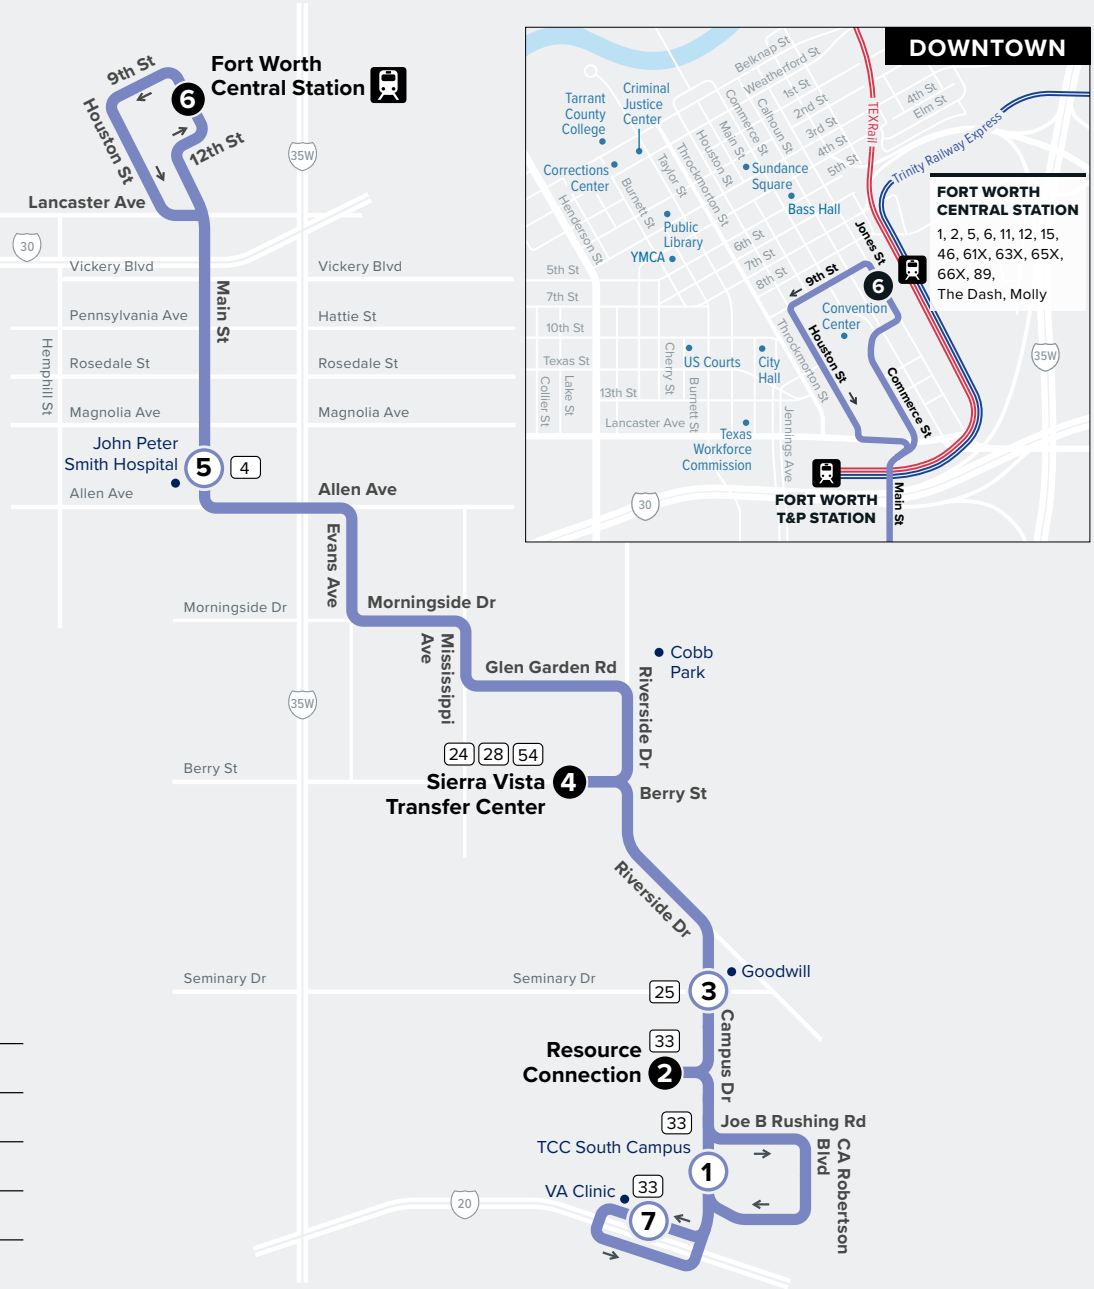 9th St
Fort Worth
Central Station
6
Houston St
12th St
35W
Lancaster Ave
30
Vickery Blvd
Vickery Blvd
Main St
Pennsylvania Ave
Hattie St
Hemphill St
Rosedale St
Rosedale St
Magnolia Ave
Magnolia Ave
John Peter
Smith Hospital
5
4
Allen Ave
Allen Ave
Evans Ave
Morningside Dr
Morningside Dr
Mississippi
Ave
Glen Garden Rd
Riverside Dr
Cobb
Park
35W
24 28 54
Berry St
Sierra Vista
Transfer Center
4
Berry St
Riverside Dr
Seminary Dr
Seminary Dr
Goodwill
25
3
Campus Dr
33
Resource
Connection
2
33
Joe B Rushing Rd
TCC South Campus
1
CA Robertson
Blvd
VA Clinic
33
7
20
DOWNTOWN
Belknap St
Weatherford St
1st St
2nd St
3rd St
4th St
5th St
4th St
Elm St
Commerce St
Calhoun St
Main St
Houston St
Throckmorton St
Taylor St
Burnett St
Henderson St
Tarrant
County
College
Criminal
Justice
Center
Corrections
Center
Sundance
Square
Bass Hall
Public
Library
YMCA
TEXRail
Trinity Railway Express
FORT WORTH
CENTRAL STATION
1, 2, 5, 6, 11, 12, 15,
46, 61X, 63X, 65X,
66X, 89,
The Dash, Molly
Jones St
6th St
7th St
8th St
9th St
6
5th St
7th St
10th St
Texas St
13th St
Lancaster Ave
Convention
Center
Throckmorton St
Houston St
Commerce St
35W
US Courts
City
Hall
Cherry St
Burnett St
Lake St
Collier St
Jennings Ave
Texas
Workforce
Commission
FORT WORTH
T&P STATION
Main St
30